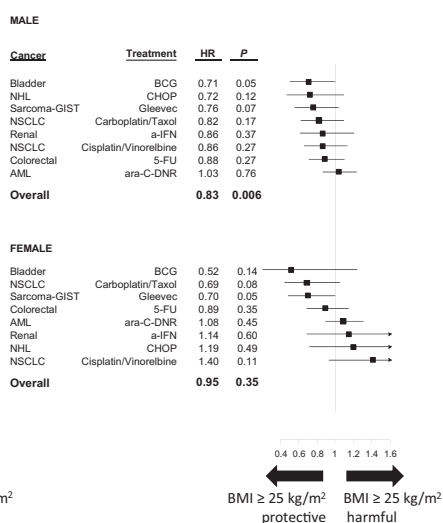 MALE
Cancer Treatment HR P
Bladder BCG 0.71 0.05
NHL CHOP 0.72 0.12
Sarcoma-GIST Gleevec 0.76 0.07
NSCLC Carboplatin/Taxol 0.82 0.17
Renal a-IFN 0.86 0.37
NSCLC Cisplatin/Vinorelbine 0.86 0.27
Colorectal 5-FU 0.88 0.27
AML ara-C-DNR 1.03 0.76
Overall 0.83 0.006
FEMALE
Bladder BCG 0.52 0.14
NSCLC Carboplatin/Taxol 0.69 0.08
Sarcoma-GIST Gleevec 0.70 0.05
Colorectal 5-FU 0.89 0.35
AML ara-C-DNR 1.08 0.45
Renal a-IFN 1.14 0.60
NHL CHOP 1.19 0.49
NSCLC Cisplatin/Vinorelbine 1.40 0.11
Overall 0.95 0.35
0.4 0.6 0.8 1 1.2 1.4 1.6
m² BMI ≥ 25 kg/m² BMI ≥ 25 kg/m²
protective harmful